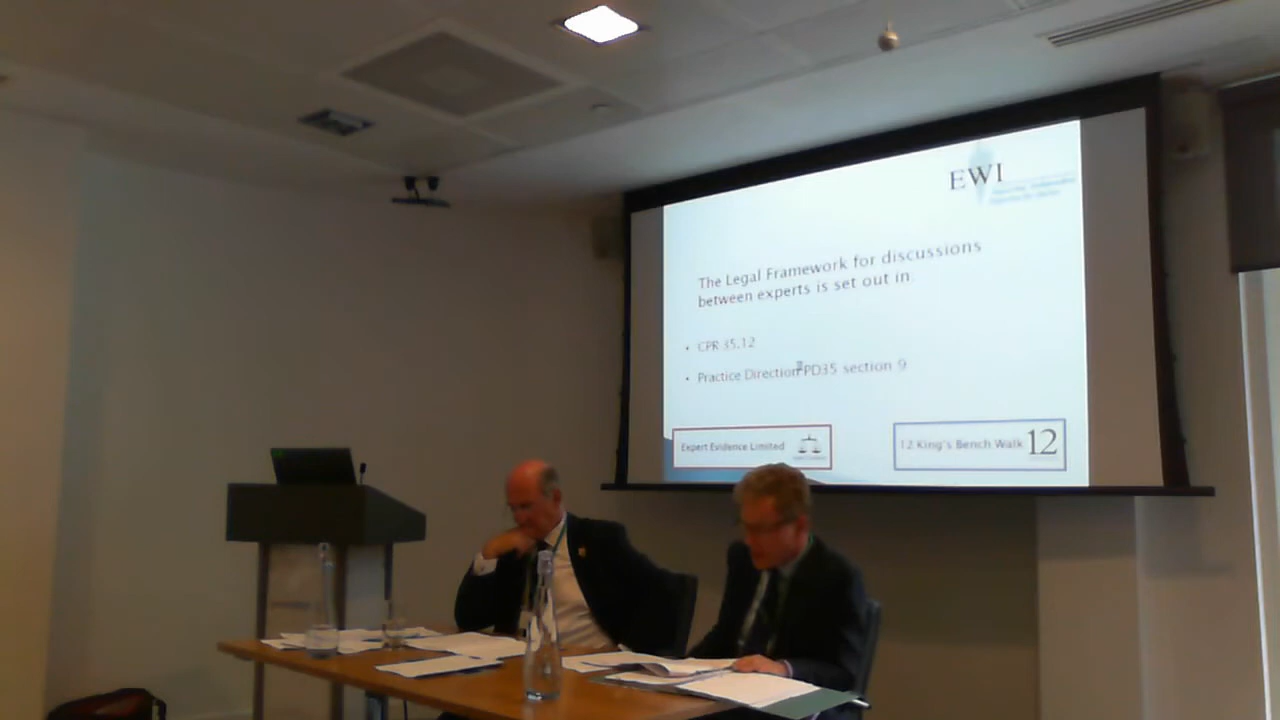 EWI
The Legal Framework for discussions
between experts is set out in
• CPR 35.12
• Practice Direction PD35 section 9
Expert Evidence Limited
12 King's Bench Walk 12